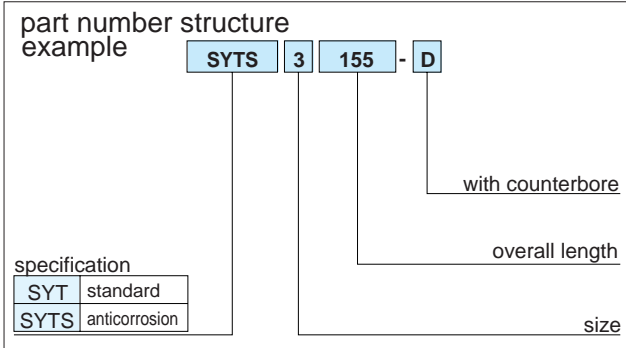 part number structure
example
SYTS 3 155 - D
with counterbore
overall length
specification
SYT standard
SYTS anticorrosion
size